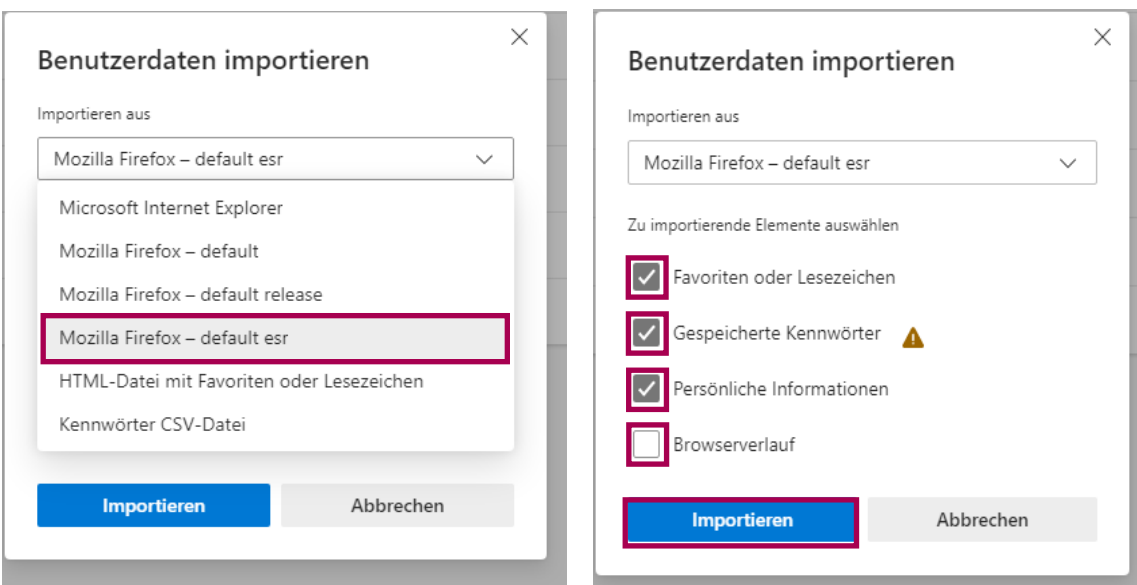 Benutzerdaten importieren
Importieren aus
Mozilla Firefox – default esr
Microsoft Internet Explorer
Mozilla Firefox – default
Mozilla Firefox – default release
Mozilla Firefox – default esr
HTML-Datei mit Favoriten oder Lesezeichen
Kennwörter CSV-Datei
Importieren
Abbrechen
Benutzerdaten importieren
Importieren aus
Mozilla Firefox – default esr
Zu importierende Elemente auswählen
Favoriten oder Lesezeichen
Gespeicherte Kennwörter
Persönliche Informationen
Browserverlauf
Importieren
Abbrechen